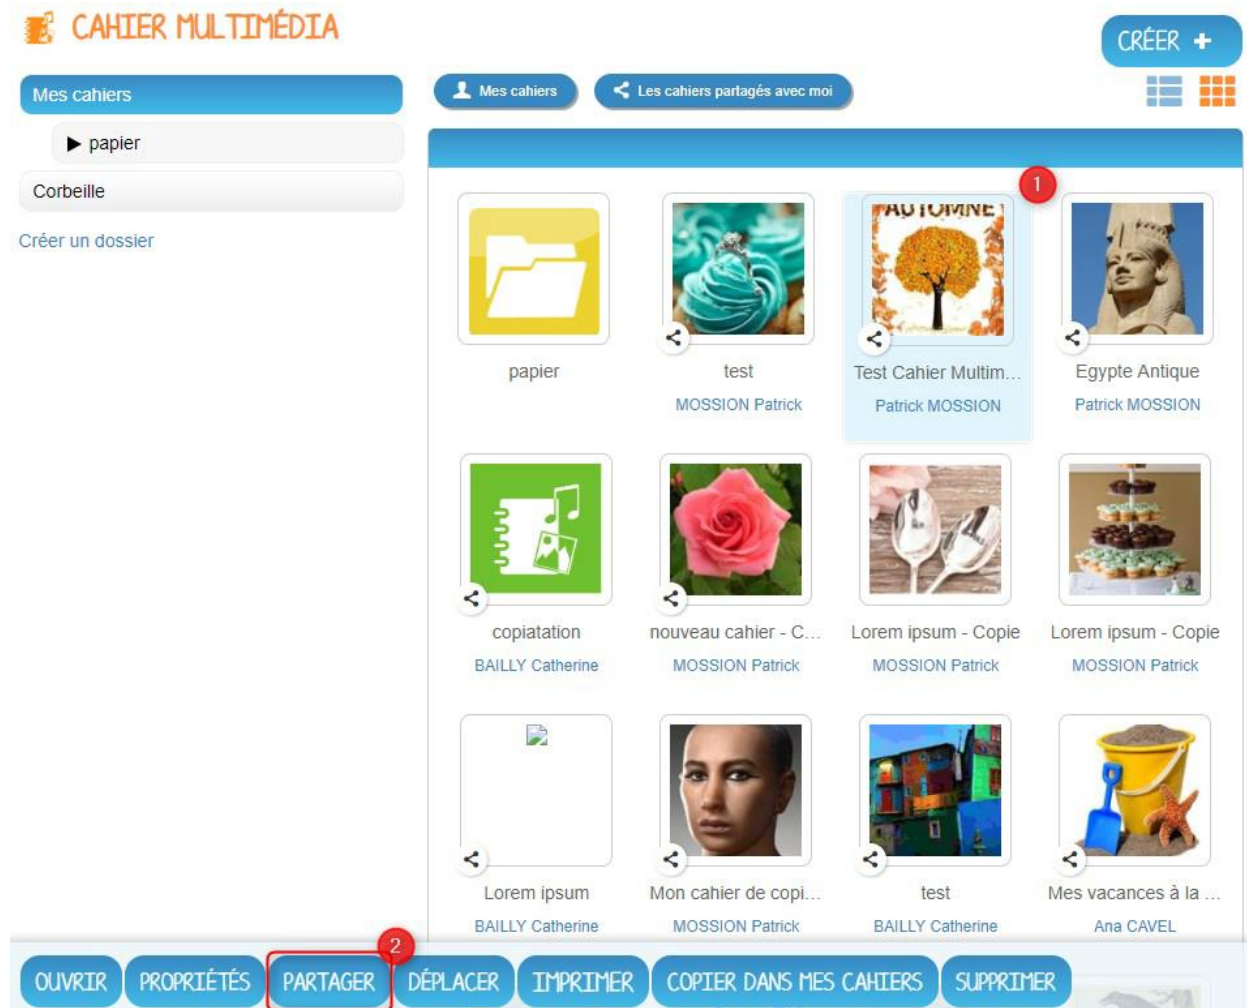 CAHIER MULTIMÉDIA
CRÉER +
Mes cahiers
papier
Corbeille
Créer un dossier
Mes cahiers
Les cahiers partagés avec moi
1
AUTOMNE
papier
test
MOSSION Patrick
Test Cahier Multim...
Patrick MOSSION
Egypte Antique
Patrick MOSSION
copiatation
BAILLY Catherine
nouveau cahier - C...
MOSSION Patrick
Lorem ipsum - Copie
MOSSION Patrick
Lorem ipsum - Copie
MOSSION Patrick
Lorem ipsum
BAILLY Catherine
Mon cahier de copi...
MOSSION Patrick
test
BAILLY Catherine
Mes vacances à la ...
Ana CAVEL
2
OUVRIR PROPRIÉTÉS PARTAGER DÉPLACER IMPRIMER COPIER DANS MES CAHIERS SUPPRIMER